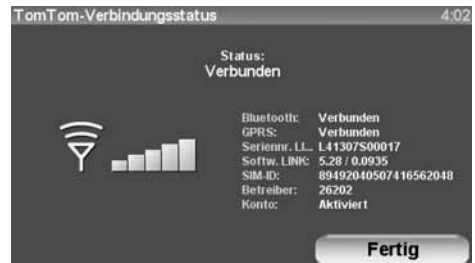 TomTom-Verbindungsstatus 4:02
Status:
Verbunden
Bluetooth: Verbunden
GPRS: Verbunden
Seriennr. LI... L41307S00017
Softw. LINK: 5.28 / 0.0935
SIM-ID: 89492040507416562048
Betreiber: 26202
Konto: Aktiviert
Fertig